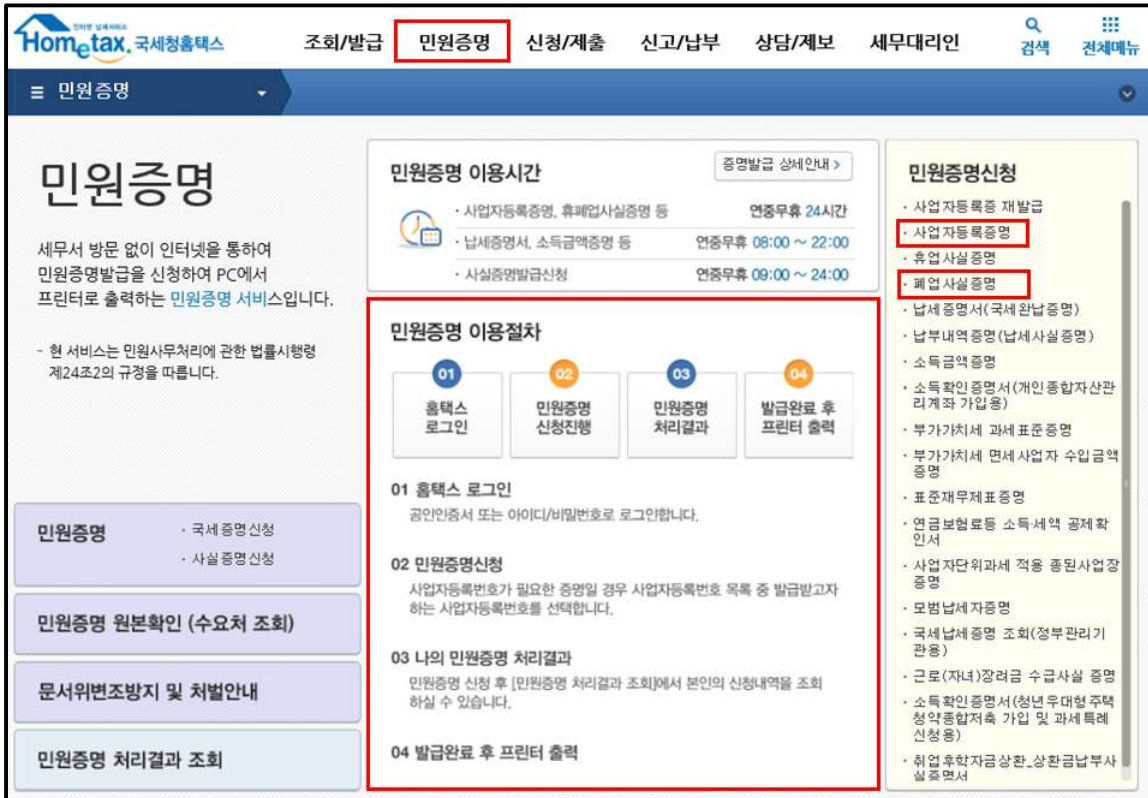 인터넷 납세서비스
Hometax. 국세청홈택스
조회/발급 민원증명 신청/제출 신고/납부 상담/제보 세무대리인 검색 전체메뉴
민원증명
민원증명
세무서 방문 없이 인터넷을 통하여
민원증명발급을 신청하여 PC에서
프린터로 출력하는 민원증명 서비스입니다.
- 현 서비스는 민원사무처리에 관한 법률시행령
제24조2의 규정을 따릅니다.
민원증명
· 국세증명신청
· 사실증명신청
민원증명 원본확인 (수요처 조회)
문서위변조방지 및 처벌안내
민원증명 처리결과 조회
민원증명 이용시간
증명발급 상세안내 >
· 사업자등록증명, 휴폐업사실증명 등 연중무휴 24시간
· 납세증명서, 소득금액증명 등 연중무휴 08:00 ~ 22:00
· 사실증명발급신청 연중무휴 09:00 ~ 24:00
민원증명 이용절차
01 02 03 04
홈택스 민원증명 민원증명 발급완료 후
로그인 신청진행 처리결과 프린터 출력
01 홈택스 로그인
공인인증서 또는 아이디/비밀번호로 로그인합니다.
02 민원증명신청
사업자등록번호가 필요한 증명일 경우 사업자등록번호 목록 중 발급받고자
하는 사업자등록번호를 선택합니다.
03 나의 민원증명 처리결과
민원증명 신청 후 [민원증명 처리결과 조회]에서 본인의 신청내역을 조회
하실 수 있습니다.
04 발급완료 후 프린터 출력
민원증명신청
· 사업자등록증 재발급
· 사업자등록증명
· 휴업사실증명
· 폐업사실증명
· 납세증명서(국세완납증명)
· 납부내역증명(납세사실증명)
· 소득금액증명
· 소득확인증명서(개인종합자산관
리계좌 가입용)
· 부가가치세 과세표준증명
· 부가가치세 면세사업자 수입금액
증명
· 표준재무제표증명
· 연금보험료등 소득·세액 공제확
인서
· 사업자단위과세 적용 종된사업장
증명
· 모범납세자증명
· 국세납세증명 조회(정부관리기
관용)
· 근로(자녀)장려금 수급사실 증명
· 소득확인증명서(청년우대형주택
청약종합저축 가입 및 과세특례
신청용)
· 취업후학자금상환_상환금납부사
실증명서